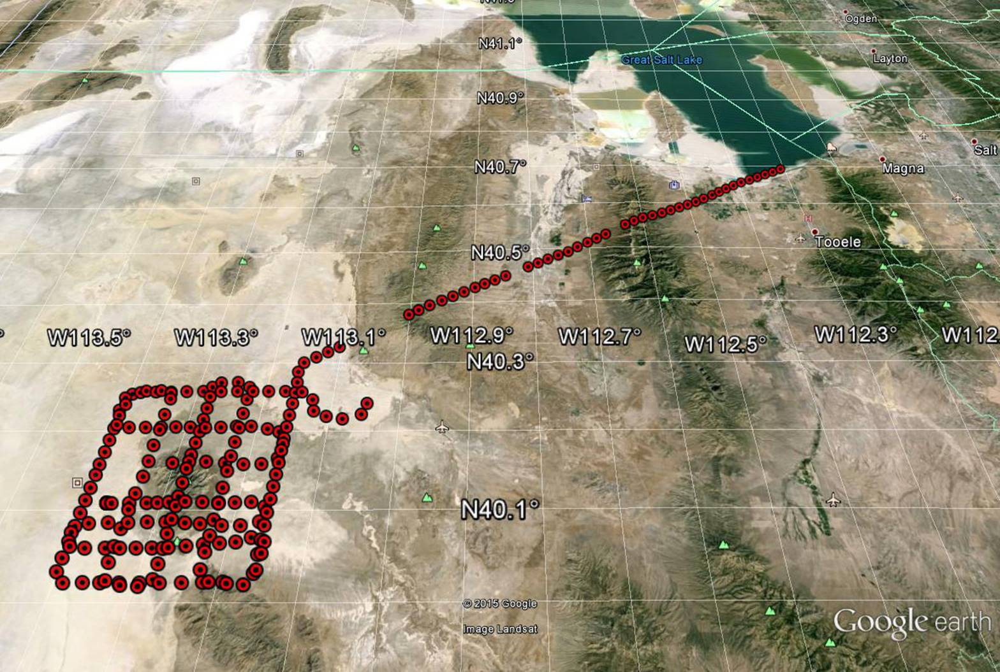 Ogden
N41.1°
Great Salt Lake
Layton
N40.9°
Salt
N40.7°
Magna
H
Tooele
N40.5°
W113.5°
W113.3°
W113.1°
W112.9°
W112.7°
W112.5°
W112.3°
W112.
N40.3°
N40.1°
© 2015 Google
Image Landsat
Google earth